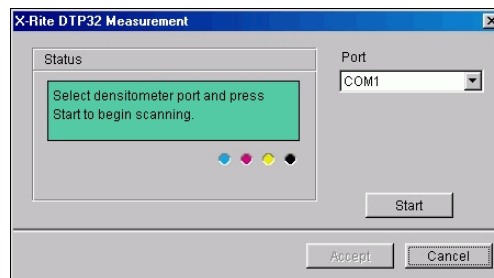 X-Rite DTP32 Measurement
Status
Select densitometer port and press
Start to begin scanning.
Port
COM1
Start
Accept
Cancel